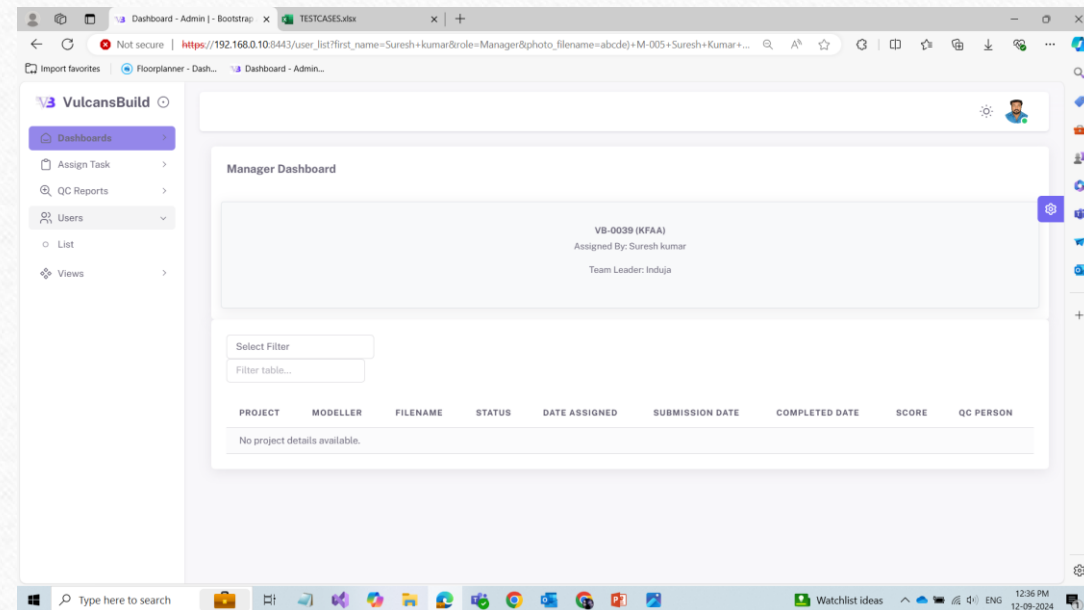 Dashboard - Admin | - Bootstrap
TESTCASES.xlsx
Not secure | https://192.168.0.10:8443/user_list?first_name=Suresh+kumar&role=Manager&photo_filename=abcde)+M-005+Suresh+Kumar+...
Import favorites
Floorplanner - Dash...
Dashboard - Admin...
VulcansBuild
Dashboards
Assign Task
QC Reports
Users
List
Views
Manager Dashboard
VB-0039 (KFAA)
Assigned By: Suresh kumar
Team Leader: Induja
Select Filter
Filter table...
PROJECT MODELLER FILENAME STATUS DATE ASSIGNED SUBMISSION DATE COMPLETED DATE SCORE QC PERSON
No project details available.
Type here to search
Watchlist ideas
ENG
12:36 PM
12-09-2024